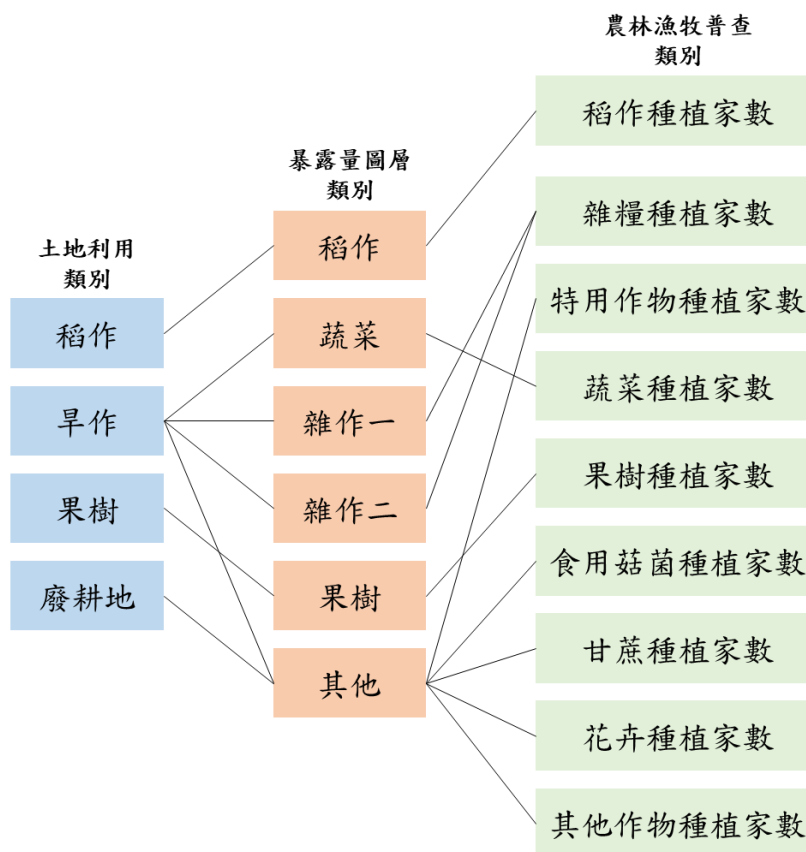 土地利用
類別
稻作
旱作
果樹
廢耕地
暴露量圖層
類別
稻作
蔬菜
雜作一
雜作二
果樹
其他
農林漁牧普查
類別
稻作種植家數
雜糧種植家數
特用作物種植家數
蔬菜種植家數
果樹種植家數
食用菇菌種植家數
甘蔗種植家數
花卉種植家數
其他作物種植家數